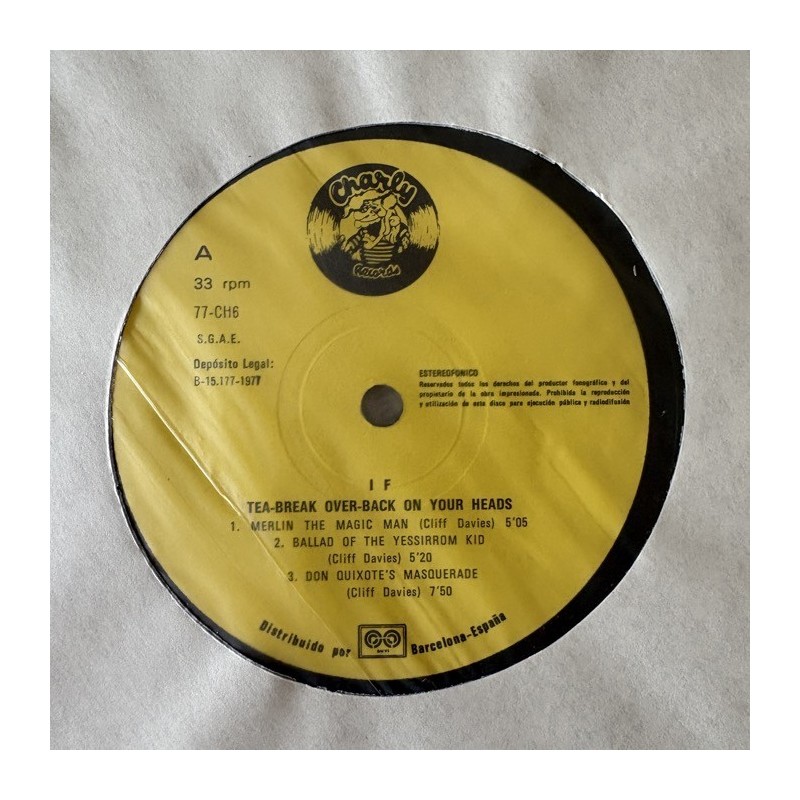 Charly
Records
A
33 rpm
77-CH6
S.G.A.E.
Depósito Legal:
B-15.177-1977
ESTEREOFONICO
Reservados todos los derechos del productor fonográfico y del
propietario de la obra impresionada. Prohibida la reproducción
y utilización de este disco para ejecución pública y radiodifusión
I F
TEA-BREAK OVER-BACK ON YOUR HEADS
1. MERLIN THE MAGIC MAN (Cliff Davies) 5'05
2. BALLAD OF THE YESSIRROM KID
(Cliff Davies) 5'20
3. DON QUIXOTE'S MASQUERADE
(Cliff Davies) 7'50
Distribuido por Barcelona-España